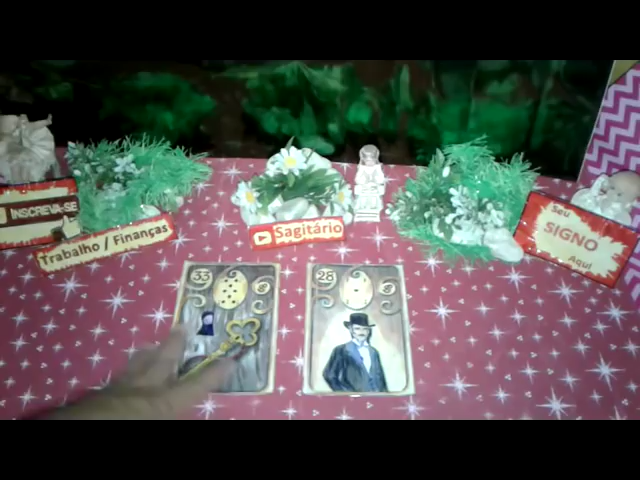 INSCREVA-SE
Trabalho / Finanças
Sagitário
Seu
SIGNO
Aqui
33
28